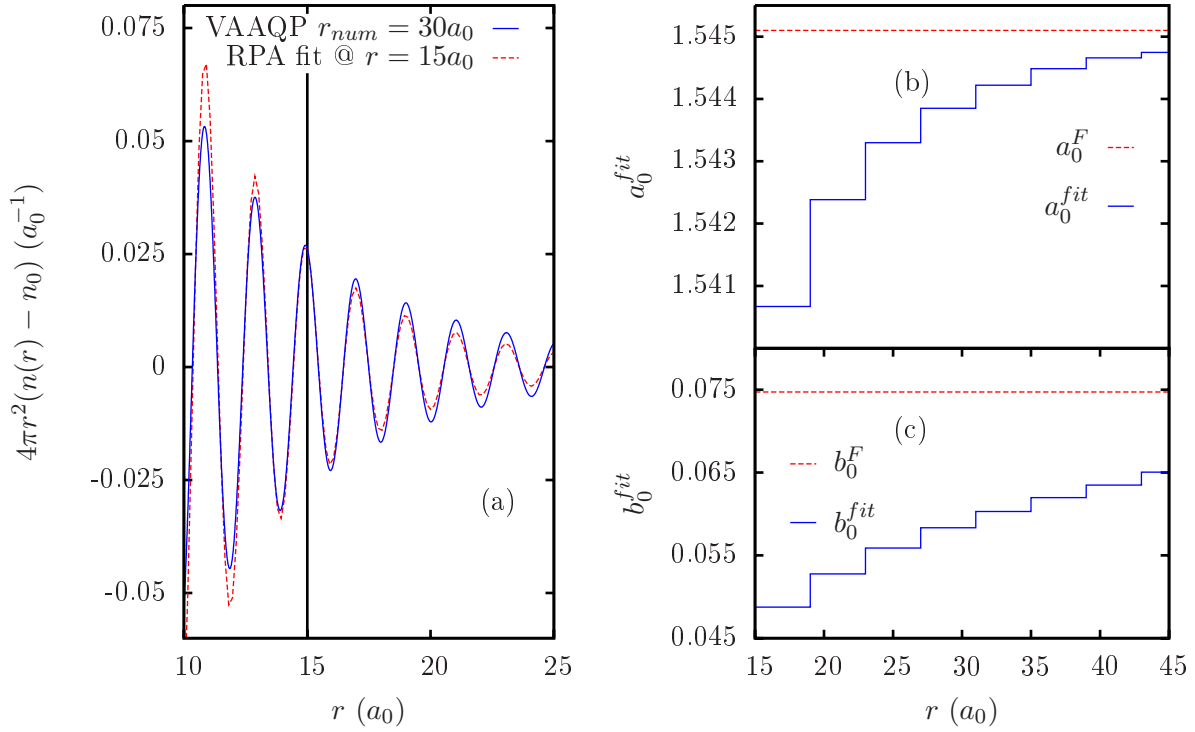 VAAQP r_num = 30a_0
RPA fit @ r = 15a_0
0.075
0.05
0.025
0
-0.025
-0.05
4πr²(n(r) − n_0) (a_0^{-1})
(a)
10
15
20
25
r (a_0)
1.545
1.544
1.543
1.542
1.541
a_0^{fit}
(b)
a_0^F
a_0^{fit}
0.075
0.065
0.055
0.045
b_0^{fit}
(c)
b_0^F
b_0^{fit}
15
20
25
30
35
40
45
r (a_0)